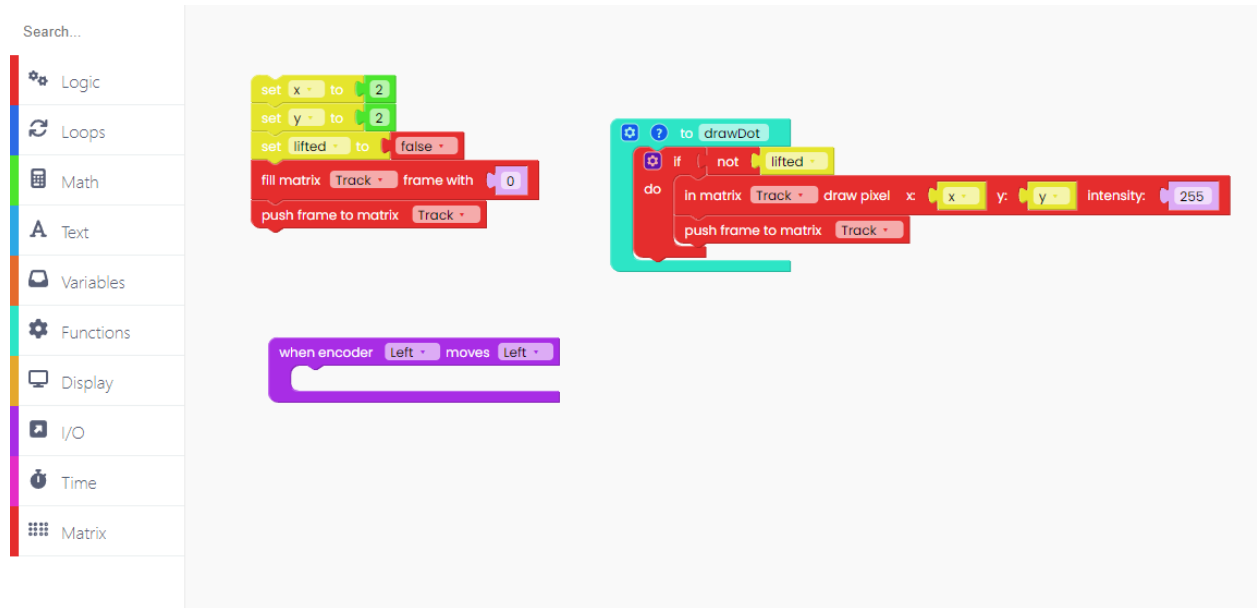 Search...
Logic
Loops
Math
Text
Variables
Functions
Display
I/O
Time
Matrix
set x to 2
set y to 2
set lifted to false
fill matrix Track frame with 0
push frame to matrix Track
? to drawDot
if not lifted
do in matrix Track draw pixel x: x y: y intensity: 255
push frame to matrix Track
when encoder Left moves Left